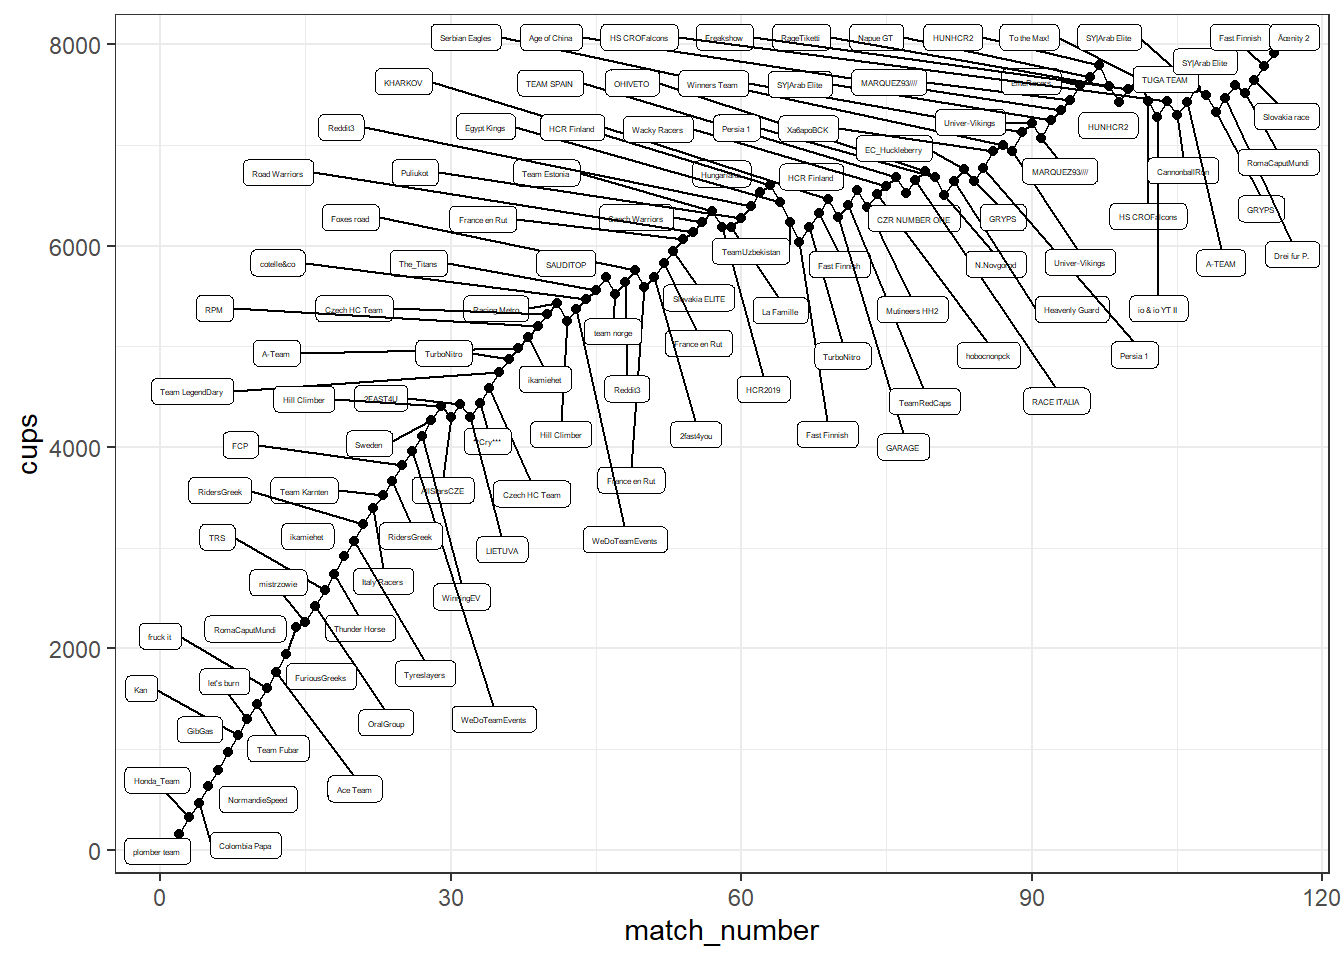 8000
6000
4000
2000
0
cups
Serbian Eagles
Age of China
HS CROFalcons
Freakshow
RageTiketti
Napue GT
HUNHCR2
To the Max!
SY|Arab Elite
Fast Finnish
SY|Arab Elite
KHARKOV
TEAM SPAIN
OHIVETO
Winners Team
SY|Arab Elite
MARQUEZ93////
TUGA TEAM
Reddit3
Egypt Kings
HCR Finland
Wacky Racers
Persia 1
Univer-Vikings
HUNHCR2
Slovakia race
Road Warriors
Puliukot
Team Estonia
HCR Finland
EC_Huckleberry
MARQUEZ93////
CannonballRun
RomaCaputMundi
Foxes road
France en Rut
TeamUzbekistan
CZR NUMBER ONE
GRYPS
HS CROFalcons
GRYPS
cotelle&co
The_Titans
SAUDITOP
Fast Finnish
N.Novgorod
Univer-Vikings
A-TEAM
Drei fur P.
RPM
Czech HC Team
Racing Metro
Slovakia ELITE
La Famille
Mutineers HH2
Heavenly Guard
io & io YT II
A-Team
TurboNitro
team norge
France en Rut
TurboNitro
hobocnonpck
Persia 1
Team LegendDary
Hill Climber
2FAST4U
ikamiehet
Reddit3
HCR2019
TeamRedCaps
RACE ITALIA
FCP
Sweden
Hill Climber
2fast4you
Fast Finnish
GARAGE
RidersGreek
Team Karnten
AllStarsCZE
Czech HC Team
France en Rut
TRS
ikamiehet
RidersGreek
LIETUVA
WeDoTeamEvents
mistrzowie
Italy Racers
WinningEV
fruck it
RomaCaputMundi
Thunder Horse
Kan
let's burn
FuriousGreeks
Tyreslayers
GibGas
Team Fubar
OralGroup
WeDoTeamEvents
Honda_Team
NormandieSpeed
Ace Team
plomber team
Colombia Papa
0
30
60
90
120
match_number